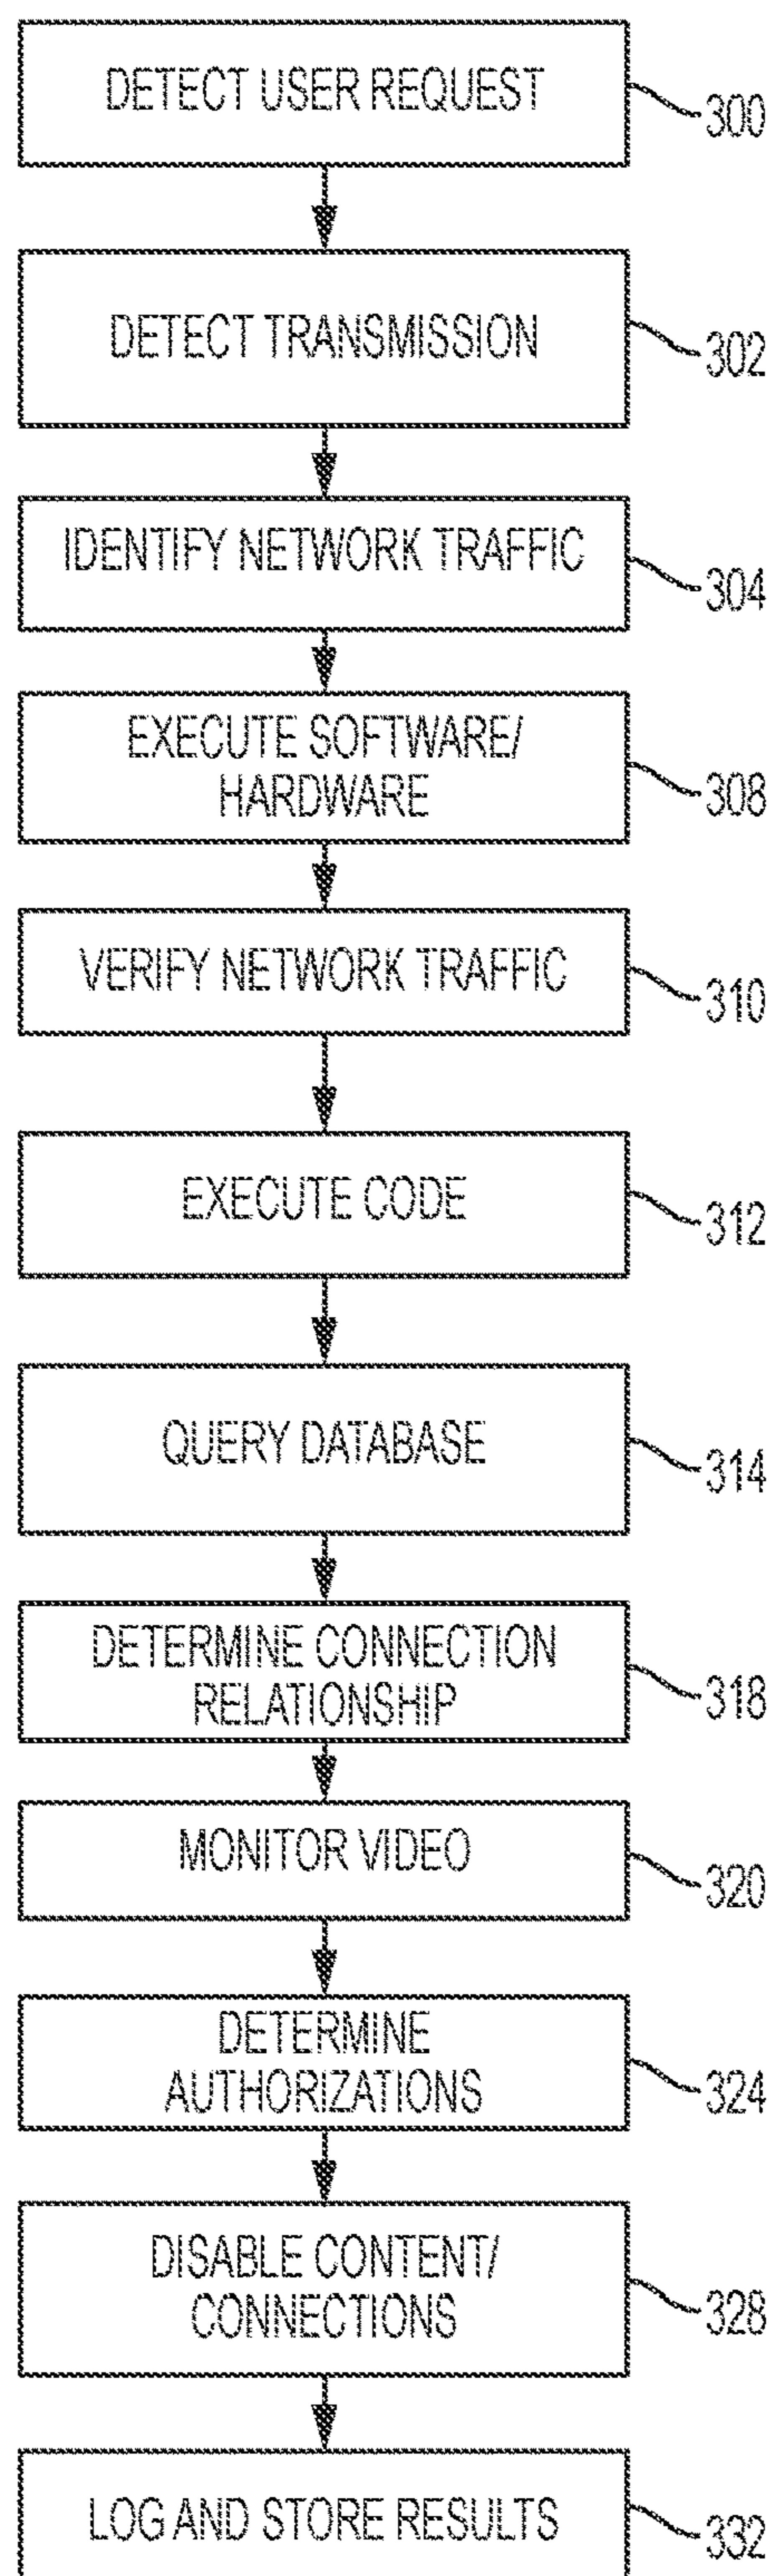 DETECT USER REQUEST
300
DETECT TRANSMISSION
302
IDENTIFY NETWORK TRAFFIC
304
EXECUTE SOFTWARE/
HARDWARE
308
VERIFY NETWORK TRAFFIC
310
EXECUTE CODE
312
QUERY DATABASE
314
DETERMINE CONNECTION
RELATIONSHIP
318
MONITOR VIDEO
320
DETERMINE
AUTHORIZATIONS
324
DISABLE CONTENT/
CONNECTIONS
328
LOG AND STORE RESULTS
332